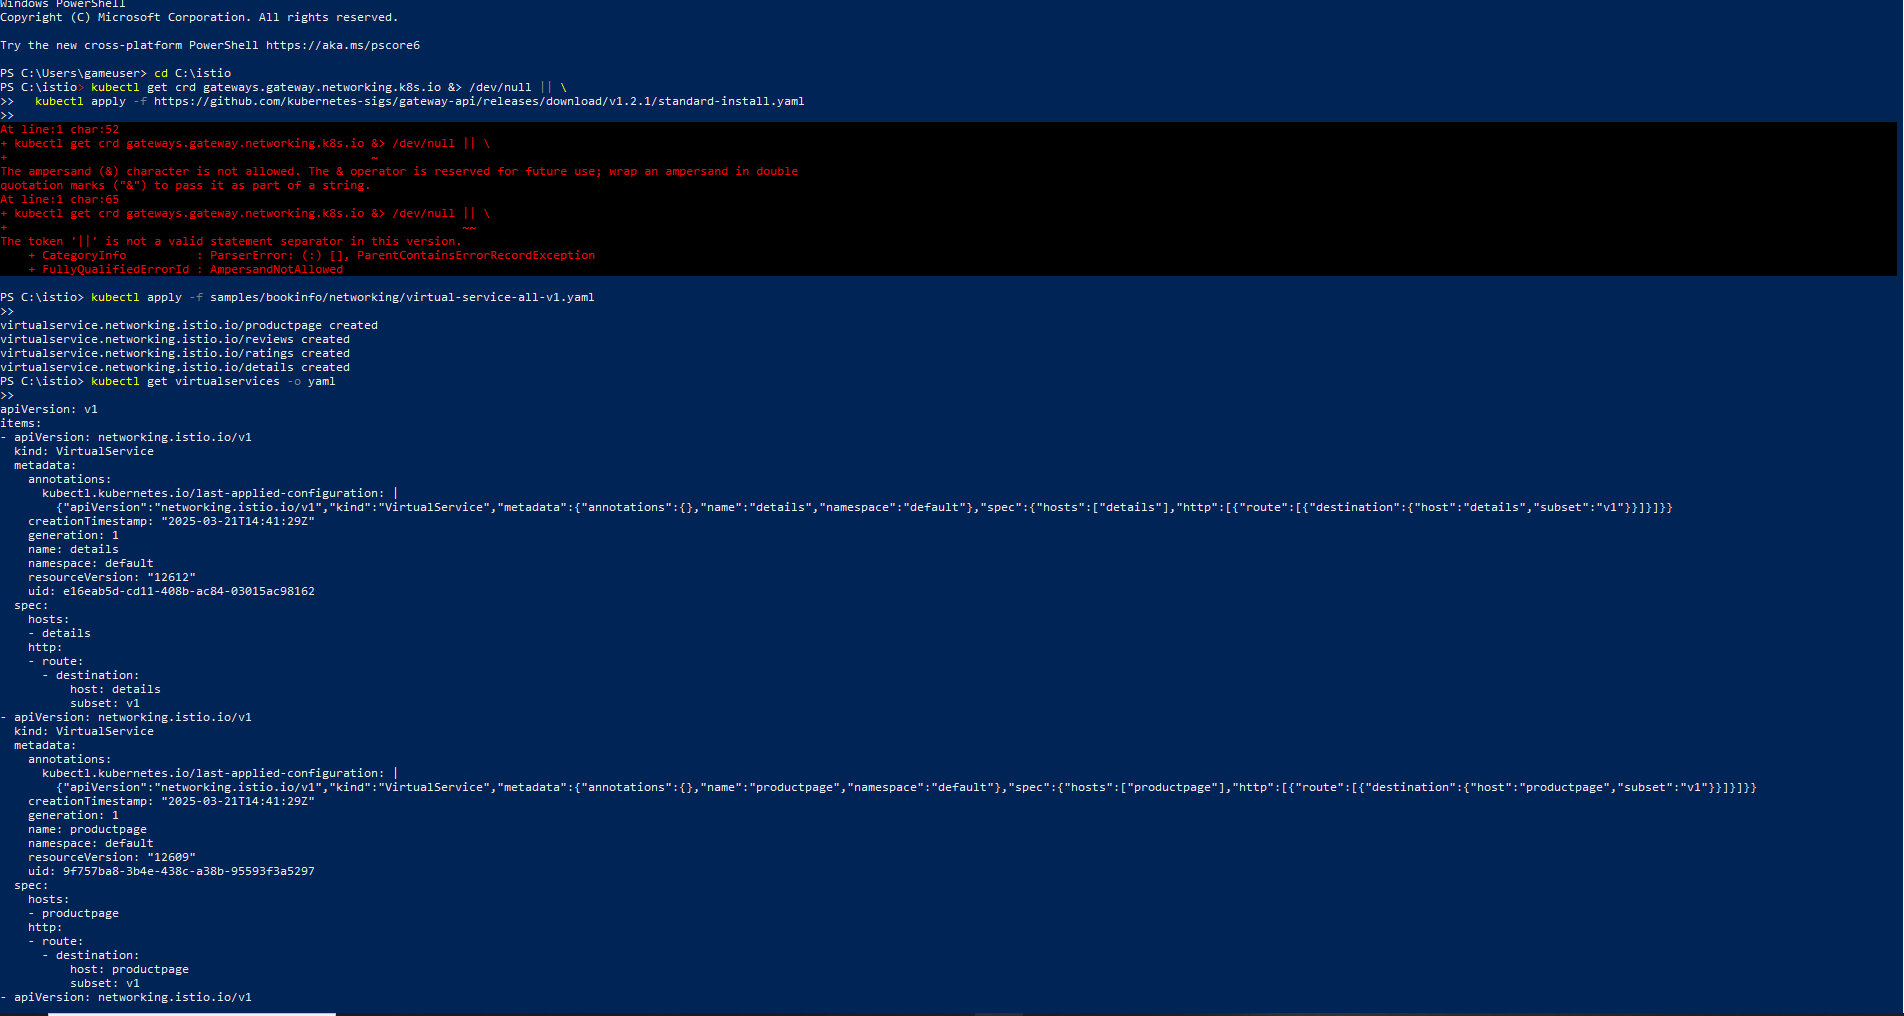 Windows PowerShell
Copyright (C) Microsoft Corporation. All rights reserved.
Try the new cross-platform PowerShell https://aka.ms/pscore6
PS C:\Users\gameuser> cd C:\istio
PS C:\istio> kubectl get crd gateways.gateway.networking.k8s.io &> /dev/null || \
>>   kubectl apply -f https://github.com/kubernetes-sigs/gateway-api/releases/download/v1.2.1/standard-install.yaml
>>
At line:1 char:52
+ kubectl get crd gateways.gateway.networking.k8s.io &> /dev/null || \
+                                                    ~
The ampersand (&) character is not allowed. The & operator is reserved for future use; wrap an ampersand in double
quotation marks ("&") to pass it as part of a string.
At line:1 char:65
+ kubectl get crd gateways.gateway.networking.k8s.io &> /dev/null || \
+                                                                 ~~
The token '||' is not a valid statement separator in this version.
    + CategoryInfo          : ParserError: (:) [], ParentContainsErrorRecordException
    + FullyQualifiedErrorId : AmpersandNotAllowed
PS C:\istio> kubectl apply -f samples/bookinfo/networking/virtual-service-all-v1.yaml
>>
virtualservice.networking.istio.io/productpage created
virtualservice.networking.istio.io/reviews created
virtualservice.networking.istio.io/ratings created
virtualservice.networking.istio.io/details created
PS C:\istio> kubectl get virtualservices -o yaml
>>
apiVersion: v1
items:
- apiVersion: networking.istio.io/v1
  kind: VirtualService
  metadata:
    annotations:
      kubectl.kubernetes.io/last-applied-configuration: |
        {"apiVersion":"networking.istio.io/v1","kind":"VirtualService","metadata":{"annotations":{},"name":"details","namespace":"default"},"spec":{"hosts":["details"],"http":[{"route":[{"destination":{"host":"details","subset":"v1"}}]}]}}
    creationTimestamp: "2025-03-21T14:41:29Z"
    generation: 1
    name: details
    namespace: default
    resourceVersion: "12612"
    uid: e16eab5d-cd11-408b-ac84-03015ac98162
  spec:
    hosts:
    - details
    http:
    - route:
      - destination:
          host: details
          subset: v1
- apiVersion: networking.istio.io/v1
  kind: VirtualService
  metadata:
    annotations:
      kubectl.kubernetes.io/last-applied-configuration: |
        {"apiVersion":"networking.istio.io/v1","kind":"VirtualService","metadata":{"annotations":{},"name":"productpage","namespace":"default"},"spec":{"hosts":["productpage"],"http":[{"route":[{"destination":{"host":"productpage","subset":"v1"}}]}]}}
    creationTimestamp: "2025-03-21T14:41:29Z"
    generation: 1
    name: productpage
    namespace: default
    resourceVersion: "12609"
    uid: 9f757ba8-3b4e-438c-a38b-95593f3a5297
  spec:
    hosts:
    - productpage
    http:
    - route:
      - destination:
          host: productpage
          subset: v1
- apiVersion: networking.istio.io/v1